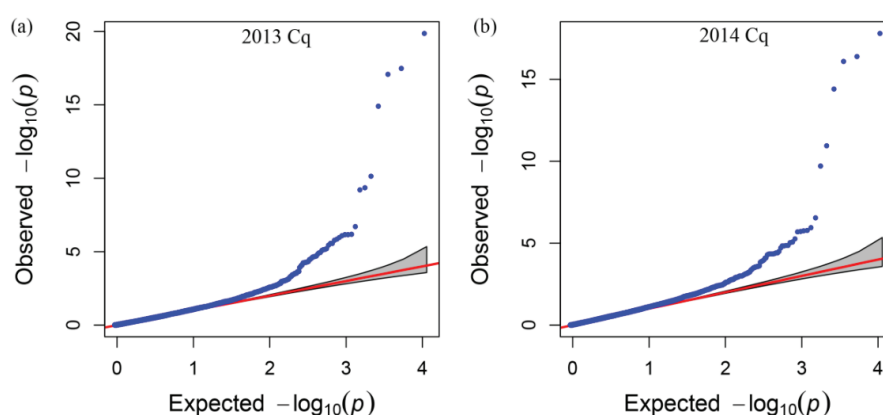 (a)
2013 Cq
Observed −log10(p)
20
15
10
5
0
0 1 2 3 4
Expected −log10(p)
(b)
2014 Cq
Observed −log10(p)
15
10
5
0
0 1 2 3 4
Expected −log10(p)